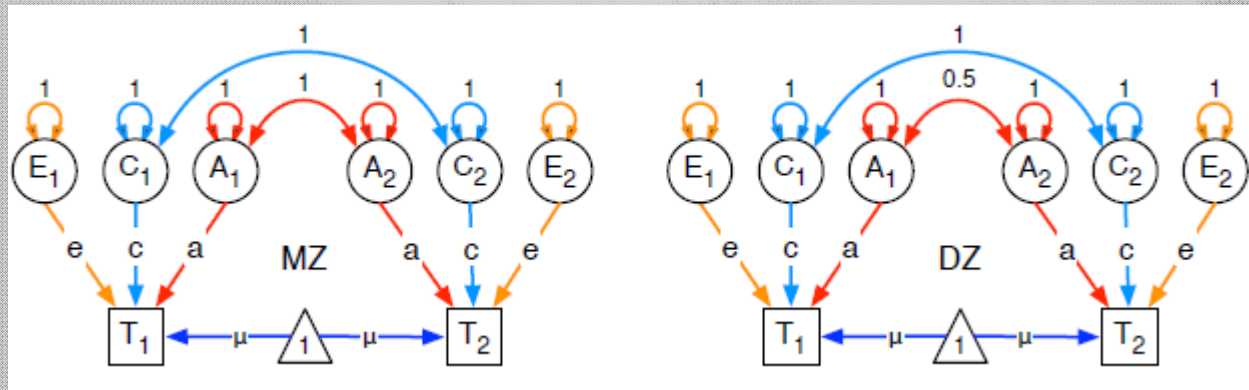 1 1
1 1 1 1 1 1 1 1 1 1 0.5 1 1 1
E1 C1 A1 A2 C2 E2 E1 C1 A1 A2 C2 E2
e c a MZ a c e e c a DZ a c e
T1 μ 1 μ T2 T1 μ 1 μ T2